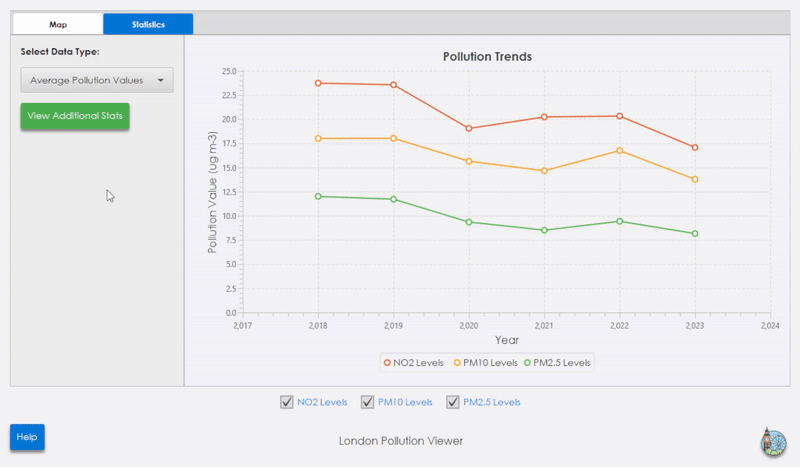 Map
Statistics
Select Data Type:
Average Pollution Values
View Additional Stats
Pollution Trends
Pollution Value (ug m-3)
25.0
22.5
20.0
17.5
15.0
12.5
10.0
7.5
5.0
2.5
0.0
2,017 2,018 2,019 2,020 2,021 2,022 2,023 2,024
Year
NO2 Levels PM10 Levels PM2.5 Levels
NO2 Levels PM10 Levels PM2.5 Levels
Help
London Pollution Viewer